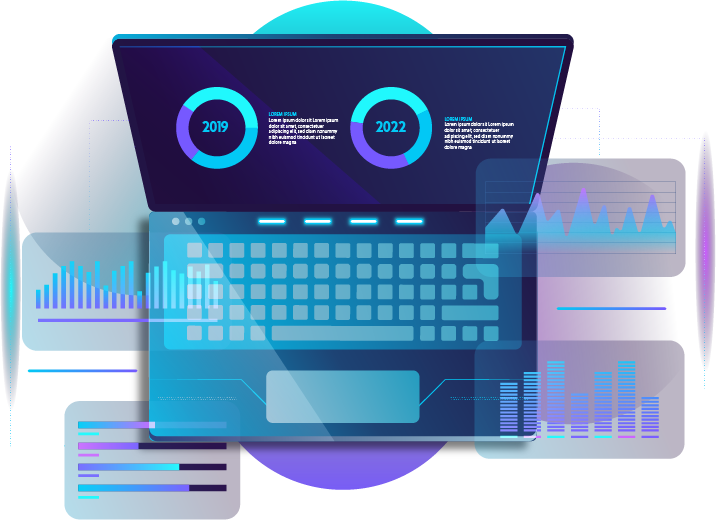 2019
LOREM IPSUM
Lorem ipsum dolor sit Lorem ipsum
dolor sit amet, consectetuer
adipiscing elit, sed diam nonummy
nibh euismod tincidunt ut laoreet
dolore magna
2022
LOREM IPSUM
Lorem ipsum dolor sit Lorem ipsum
dolor sit amet, consectetuer
adipiscing elit, sed diam nonummy
nibh euismod tincidunt ut laoreet
dolore magna